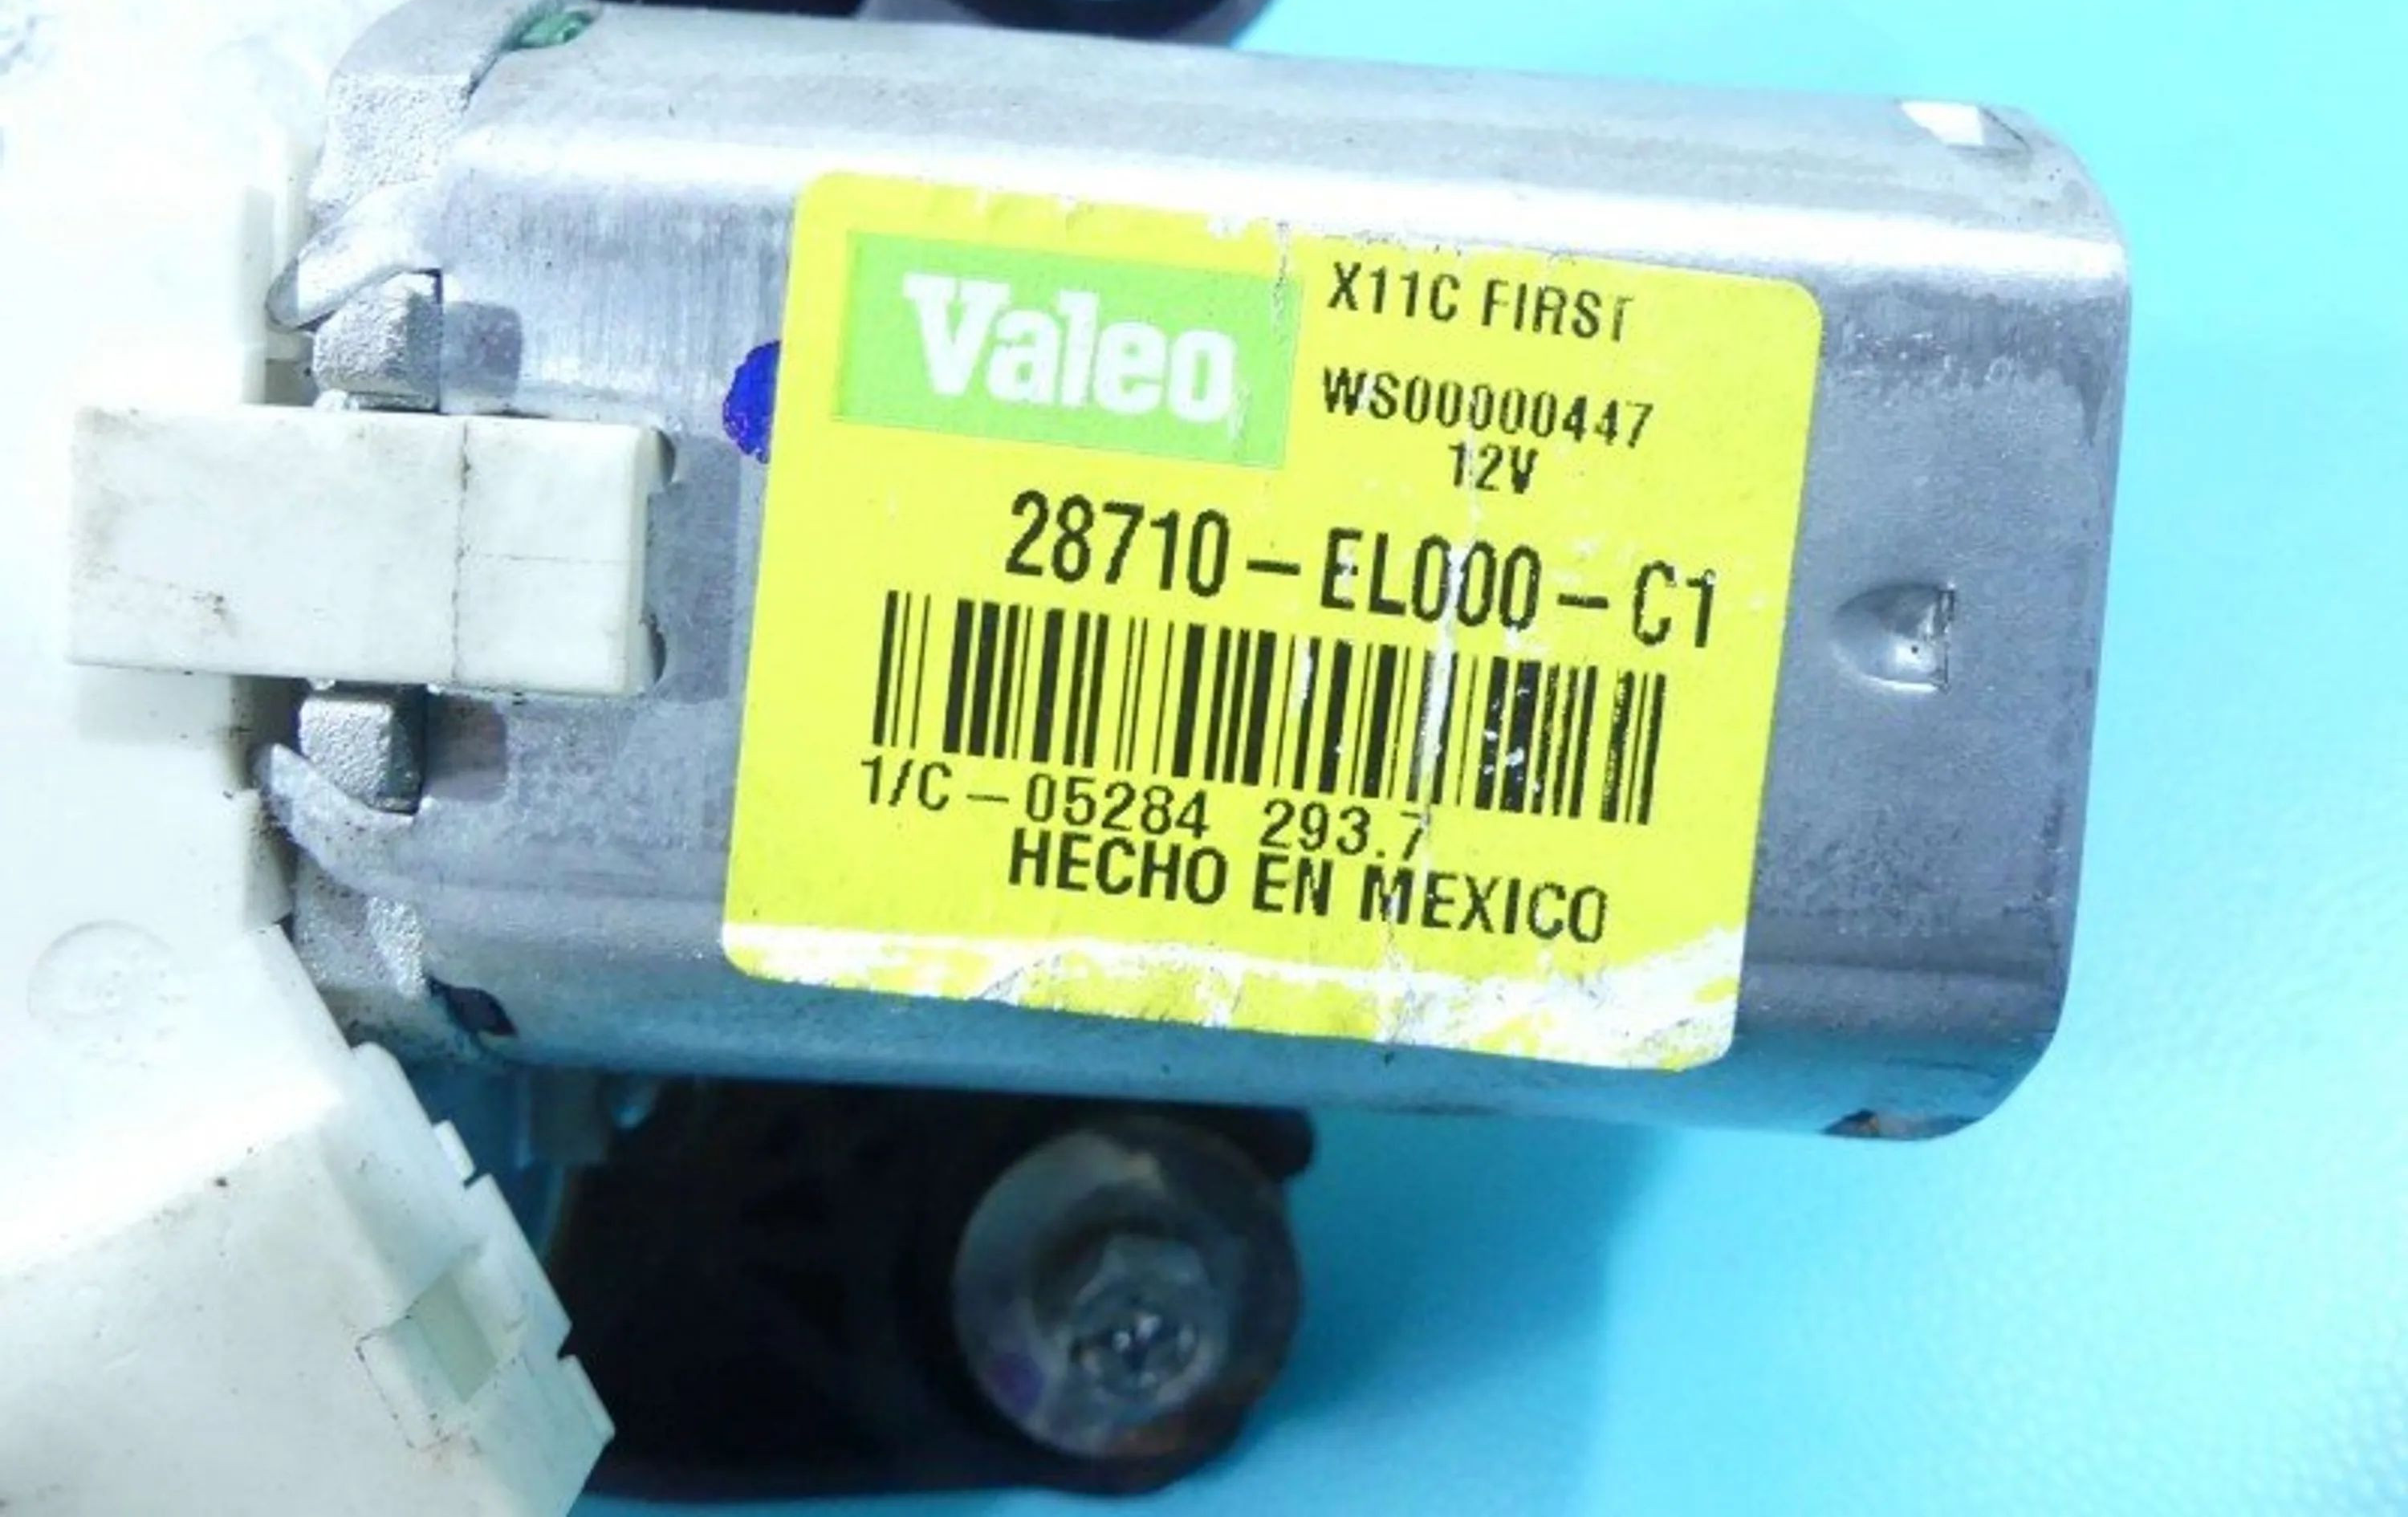 Valeo
X11C FIRST
WS00000447
12V
28710-EL000-C1
1/C-05284 293.7
HECHO EN MEXICO